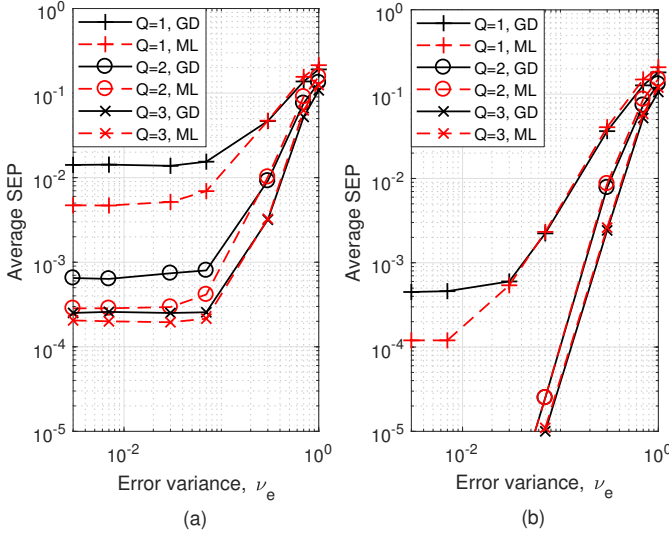 10^0
10^-1
10^-2
10^-3
10^-4
10^-5
Average SEP
Q=1, GD
Q=1, ML
Q=2, GD
Q=2, ML
Q=3, GD
Q=3, ML
10^-2
10^0
Error variance, ν_e
(a)
10^0
10^-1
10^-2
10^-3
10^-4
10^-5
Average SEP
Q=1, GD
Q=1, ML
Q=2, GD
Q=2, ML
Q=3, GD
Q=3, ML
10^-2
10^0
Error variance, ν_e
(b)